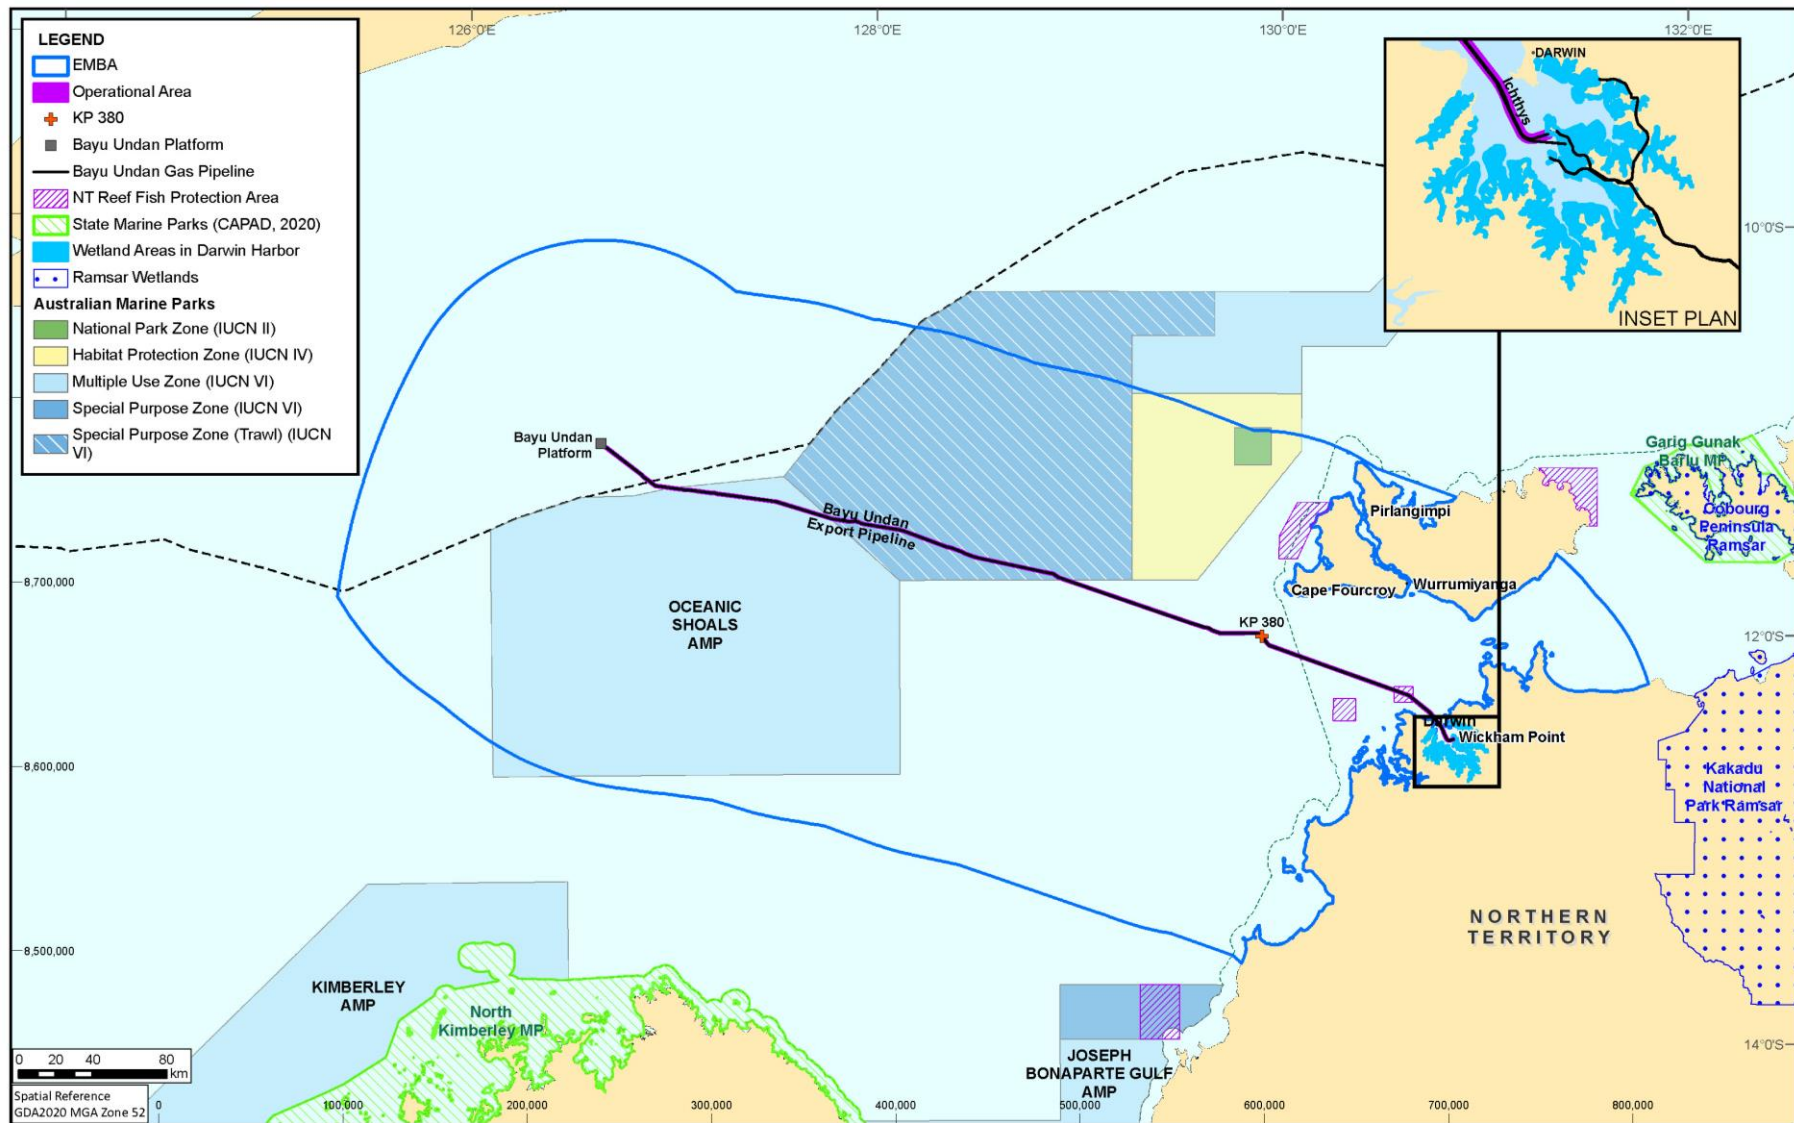 126°0'E
128°0'E
130°0'E
132°0'E
LEGEND
EMBA
Operational Area
KP 380
Bayu Undan Platform
Bayu Undan Gas Pipeline
NT Reef Fish Protection Area
State Marine Parks (CAPAD, 2020)
Wetland Areas in Darwin Harbor
Ramsar Wetlands
Australian Marine Parks
National Park Zone (IUCN II)
Habitat Protection Zone (IUCN IV)
Multiple Use Zone (IUCN VI)
Special Purpose Zone (IUCN VI)
Special Purpose Zone (Trawl) (IUCN
VI)
DARWIN
Ichthys
INSET PLAN
10°0'S
Bayu Undan
Platform
Bayu Undan
Export Pipeline
Garig Gunak
Barlu MP
Cobourg
Peninsula
Ramsar
Pirlangimpi
Cape Fourcroy
Wurrumiyanga
8,700,000
OCEANIC
SHOALS
AMP
KP 380
12°0'S
Darwin
Wickham Point
8,600,000
Kakadu
National
Park Ramsar
NORTHERN
TERRITORY
8,500,000
KIMBERLEY
AMP
North
Kimberley MP
JOSEPH
BONAPARTE GULF
AMP
14°0'S
0 20 40 80
km
Spatial Reference
GDA2020 MGA Zone 52
0
100,000
200,000
300,000
400,000
500,000
600,000
700,000
800,000